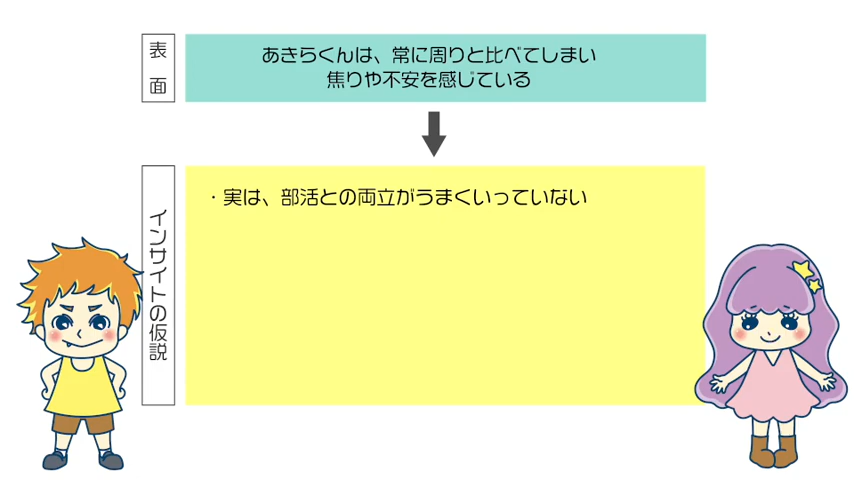 表面
あきらくんは、常に周りと比べてしまい
焦りや不安を感じている
インサイトの仮説
・実は、部活との両立がうまくいっていない